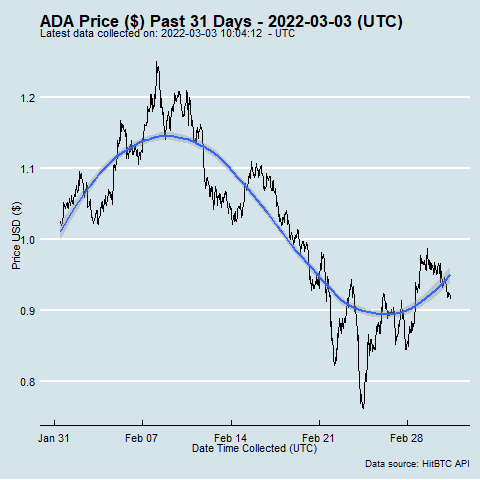 ADA Price ($) Past 31 Days - 2022-03-03 (UTC)
Latest data collected on: 2022-03-03 10:04:12 - UTC
Price USD ($)
1.2
1.1
1.0
0.9
0.8
Jan 31 Feb 07 Feb 14 Feb 21 Feb 28
Date Time Collected (UTC)
Data source: HitBTC API